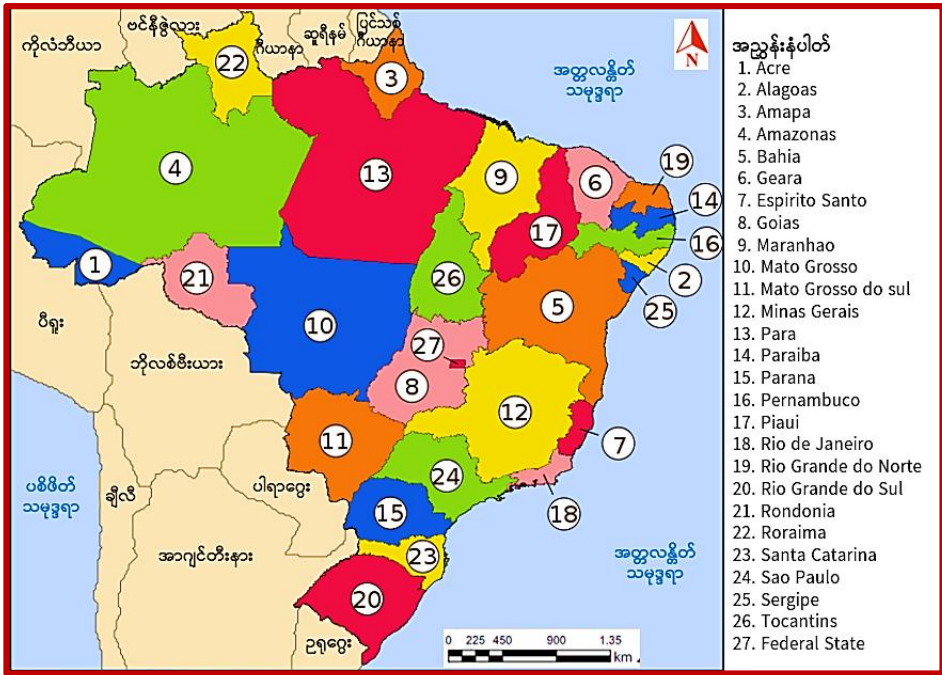 ကိုလံဘီယာ
ဗင်နီဇွဲလား
ဂီယာနာ
ဆူရီနမ်
ပြင်သစ်
ဂီယာနာ
N
အတ္တလန္တိတ်
သမုဒ္ဒရာ
22
3
4
13
9
6
19
14
17
16
1
21
26
2
10
5
25
ပီရူး
27
ဘိုလစ်ဗီးယား
8
12
11
7
24
ပစိဖိတ်
သမုဒ္ဒရာ
ချီလီ
ပါရာဂွေး
15
18
အာဂျင်တီးနား
23
အတ္တလန္တိတ်
သမုဒ္ဒရာ
20
ဥရုဂွေး
0 225 450 900 1.35
km
အညွှန်းနံပါတ်
1. Acre
2. Alagoas
3. Amapa
4. Amazonas
5. Bahia
6. Geara
7. Espirito Santo
8. Goias
9. Maranhao
10. Mato Grosso
11. Mato Grosso do sul
12. Minas Gerais
13. Para
14. Paraiba
15. Parana
16. Pernambuco
17. Piaui
18. Rio de Janeiro
19. Rio Grande do Norte
20. Rio Grande do Sul
21. Rondonia
22. Roraima
23. Santa Catarina
24. Sao Paulo
25. Sergipe
26. Tocantins
27. Federal State